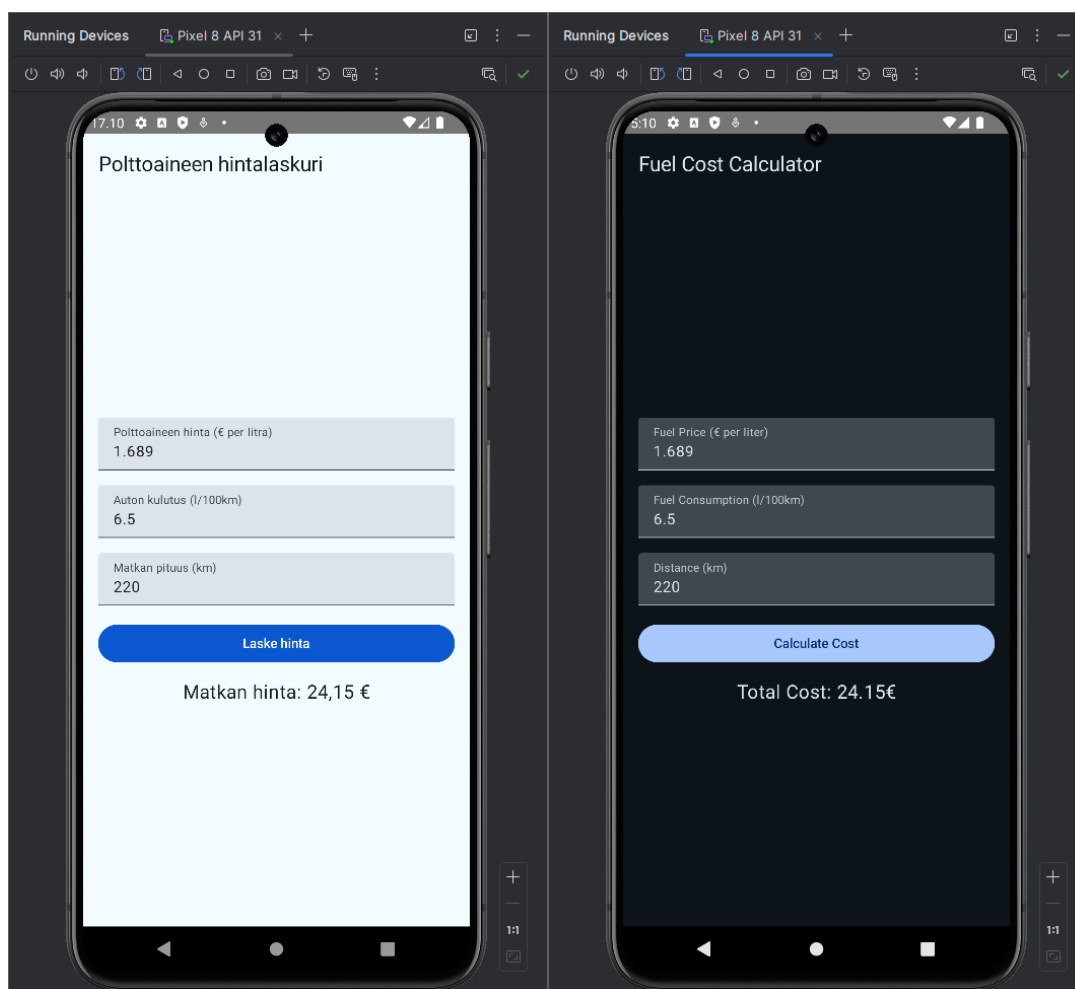 Running Devices Pixel 8 API 31
17.10
Polttoaineen hintalaskuri
Polttoaineen hinta (€ per litra)
1.689
Auton kulutus (l/100km)
6.5
Matkan pituus (km)
220
Laske hinta
Matkan hinta: 24,15 €
1:1
Running Devices Pixel 8 API 31
5:10
Fuel Cost Calculator
Fuel Price (€ per liter)
1.689
Fuel Consumption (l/100km)
6.5
Distance (km)
220
Calculate Cost
Total Cost: 24.15€
1:1